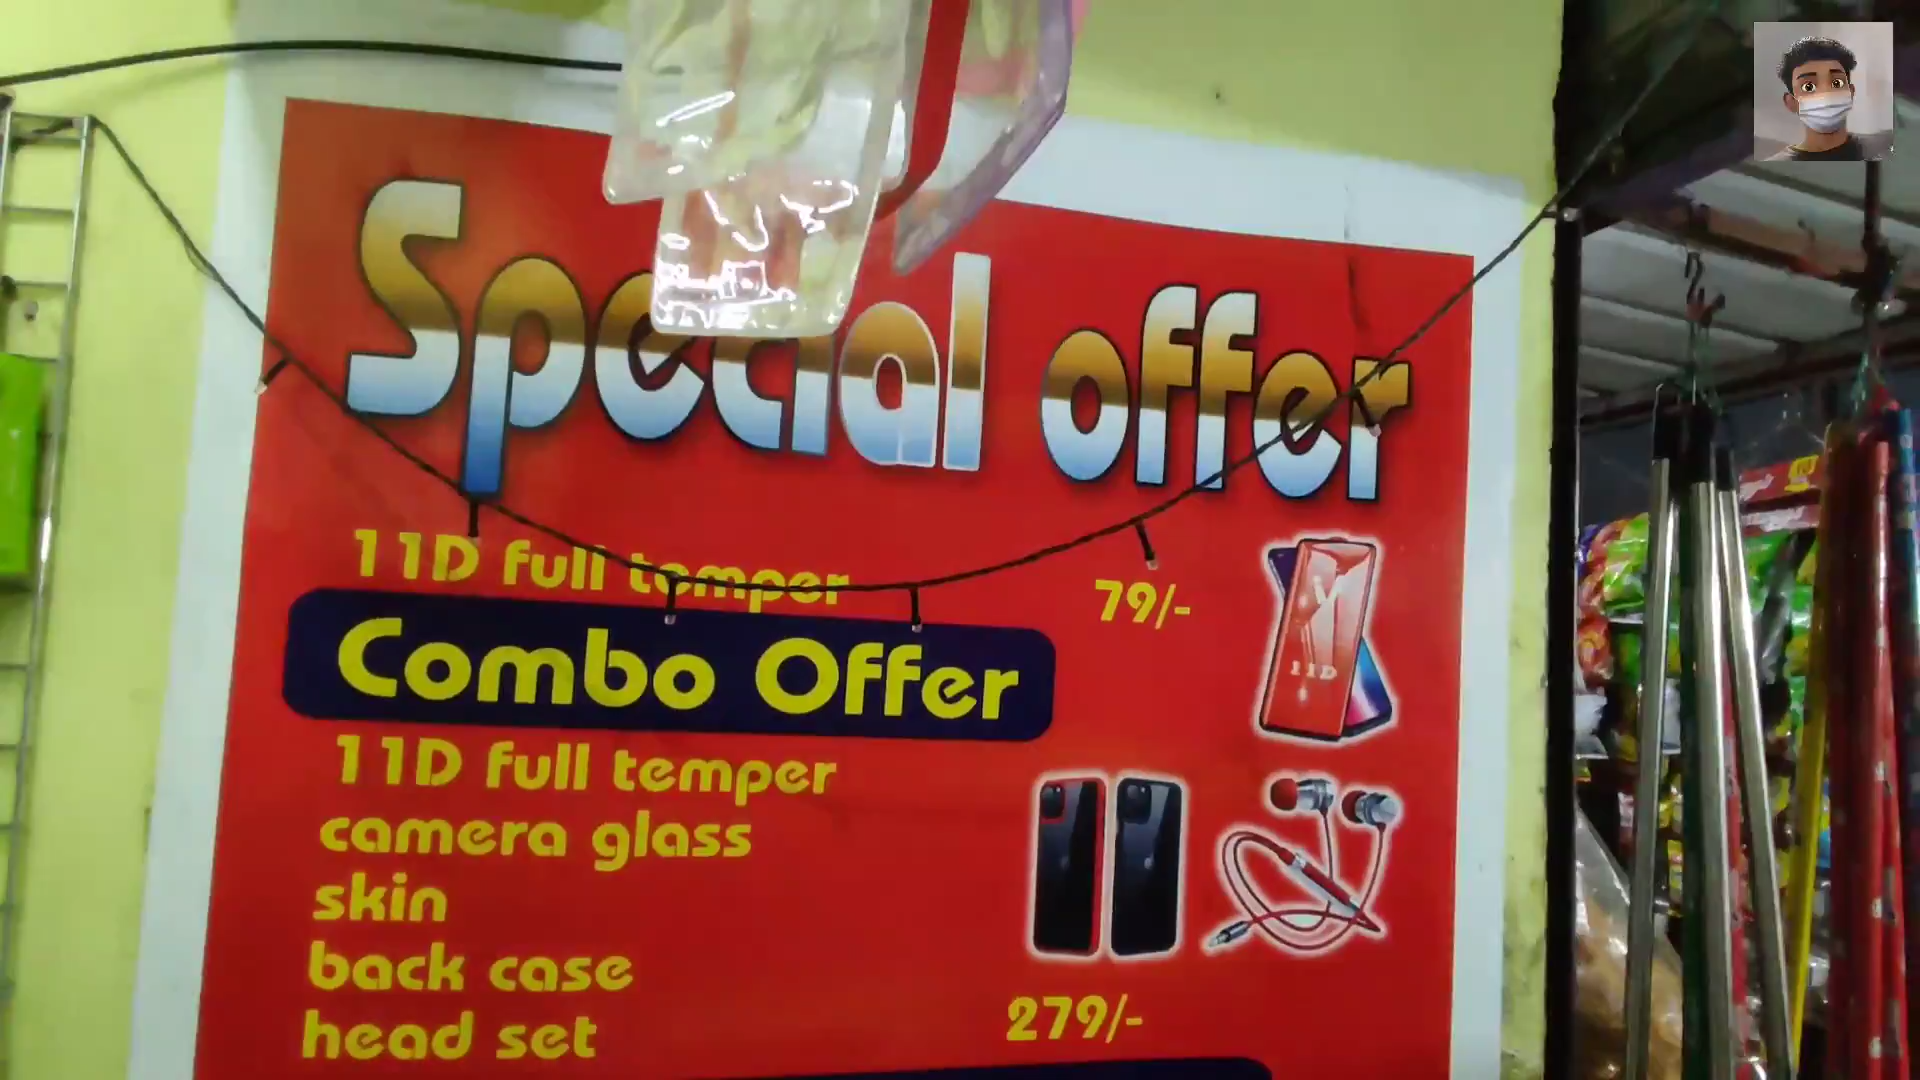 Special offer
11D full temper 79/-
11D
Combo Offer
11D full temper
camera glass
skin
back case
head set 279/-